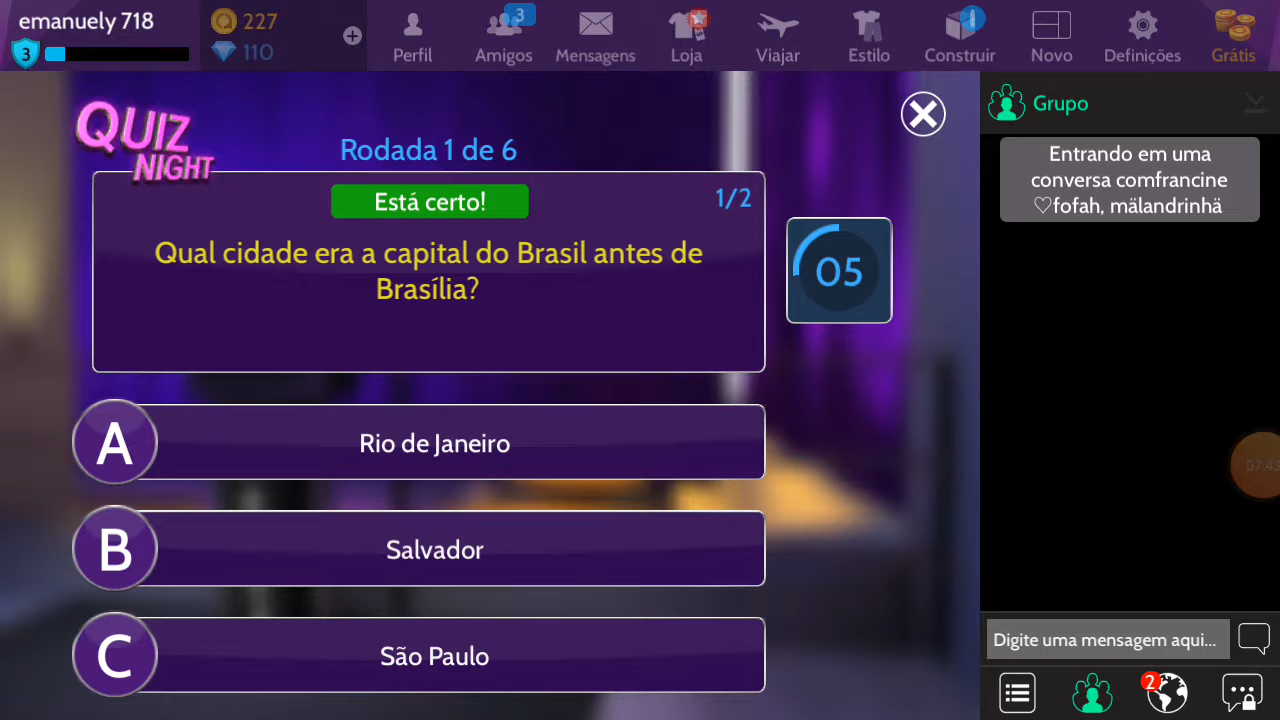 emanuely 718
3
227
110
Perfil
3
Amigos
Mensagens
Loja
Viajar
Estilo
Construir
Novo
Definições
Grátis
QUIZ
NIGHT
Rodada 1 de 6
Está certo!
1/2
Qual cidade era a capital do Brasil antes de
Brasília?
05
A
Rio de Janeiro
B
Salvador
C
São Paulo
Grupo
Entrando em uma
conversa comfrancine
♡fofah, mälandrinhä
07:43
Digite uma mensagem aqui...
2